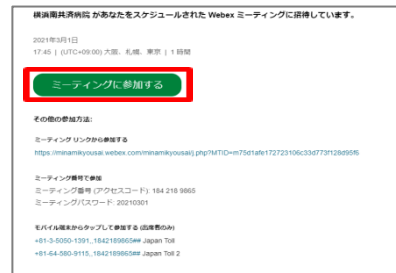 横浜南共済病院 があなたをスケジュールされた Webex ミーティングに招待しています。
2021年3月1日
17:45 | (UTC+09:00) 大阪、札幌、東京 | 1 時間
ミーティングに参加する
その他の参加方法:
ミーティング リンクから参加する
https://minamikyousai.webex.com/minamikyousai/j.php?MTID=m75d1afe172723106c33d773f128d95f6
ミーティング番号で参加
ミーティング番号 (アクセスコード): 184 218 9865
ミーティングパスワード: 20210301
モバイル端末からタップして参加する (出席者のみ)
+81-3-5050-1391,,1842189865## Japan Toll
+81-64-580-9115,,1842189865## Japan Toll 2